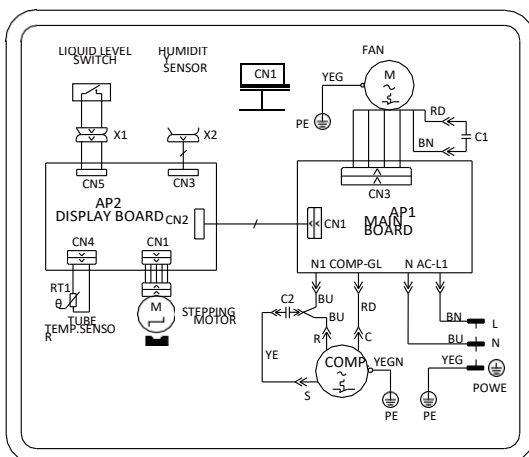 LIQUID LEVEL
SWITCH
HUMIDIT
Y
SENSOR
CN1
FAN
M
YEG
PE
RD
BN
C1
X1
X2
CN5
CN3
AP2
DISPLAY BOARD
CN2
CN4
CN1
CN3
AP1
MAIN
BOARD
CN1
N1 COMP-GL
N AC-L1
RT1
θ
TUBE
TEMP.SENSO
R
M
STEPPING
MOTOR
C2
BU
BU
RD
YE
R
C
S
COMP
YEGN
PE
BN
L
BU
N
YEG
PE
POWE